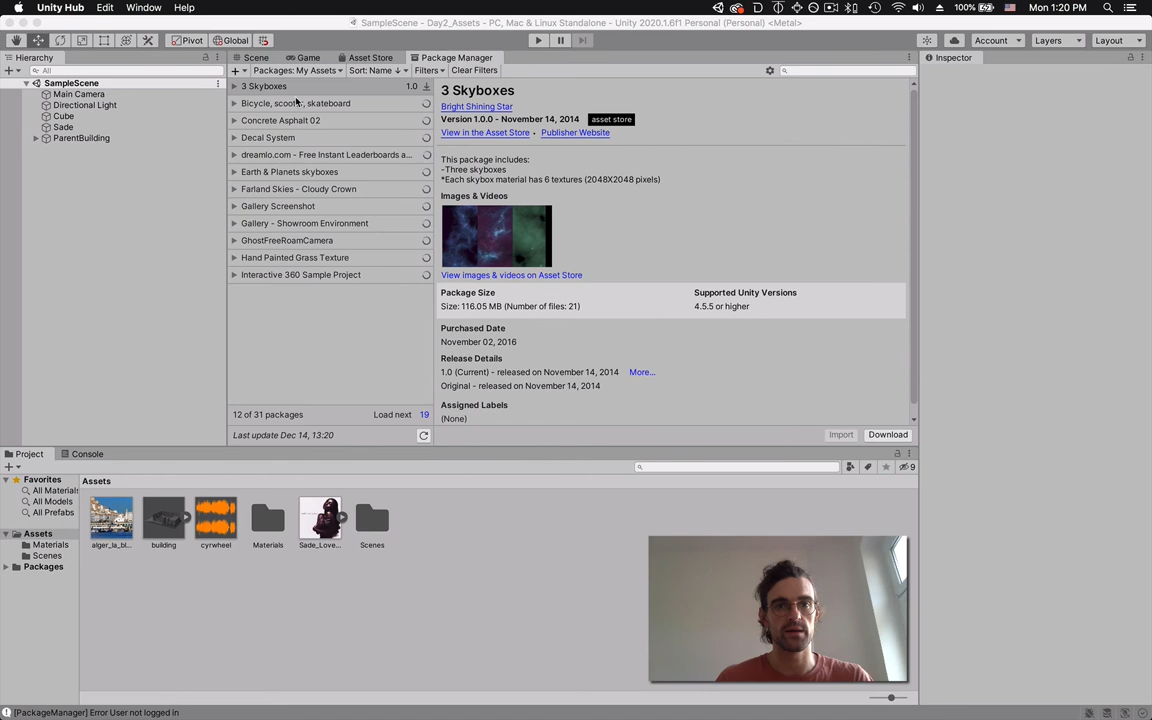 Unity Hub File Edit Window Help 100% Mon 1:20 PM
SampleScene - Day2_Assets - PC, Mac & Linux Standalone - Unity 2020.1.6f1 Personal (Personal) <Metal>
Pivot Global Account Layers Layout
Hierarchy
All
SampleScene
Main Camera
Directional Light
Cube
Sade
ParentBuilding
Scene Game Asset Store Package Manager
+ Packages: My Assets Sort: Name ↓ Filters Clear Filters
3 Skyboxes 1.0
Bicycle, scooter, skateboard
Concrete Asphalt 02
Decal System
dreamlo.com - Free Instant Leaderboards a...
Earth & Planets skyboxes
Farland Skies - Cloudy Crown
Gallery Screenshot
Gallery - Showroom Environment
GhostFreeRoamCamera
Hand Painted Grass Texture
Interactive 360 Sample Project
12 of 31 packages Load next 19
Last update Dec 14, 13:20
3 Skyboxes
Bright Shining Star
Version 1.0.0 - November 14, 2014 asset store
View in the Asset Store • Publisher Website
This package includes:
-Three skyboxes
*Each skybox material has 6 textures (2048X2048 pixels)
Images & Videos
View images & videos on Asset Store
Package Size Supported Unity Versions
Size: 116.05 MB (Number of files: 21) 4.5.5 or higher
Purchased Date
November 02, 2016
Release Details
1.0 (Current) - released on November 14, 2014 More...
Original - released on November 14, 2014
Assigned Labels
(None)
Import Download
Inspector
Project Console
9
Favorites
All Materials
All Models
All Prefabs
Assets
Materials
Scenes
Packages
Assets
alger_la_bl... building cyrwheel Materials Sade_Love... Scenes
[PackageManager] Error User not logged in